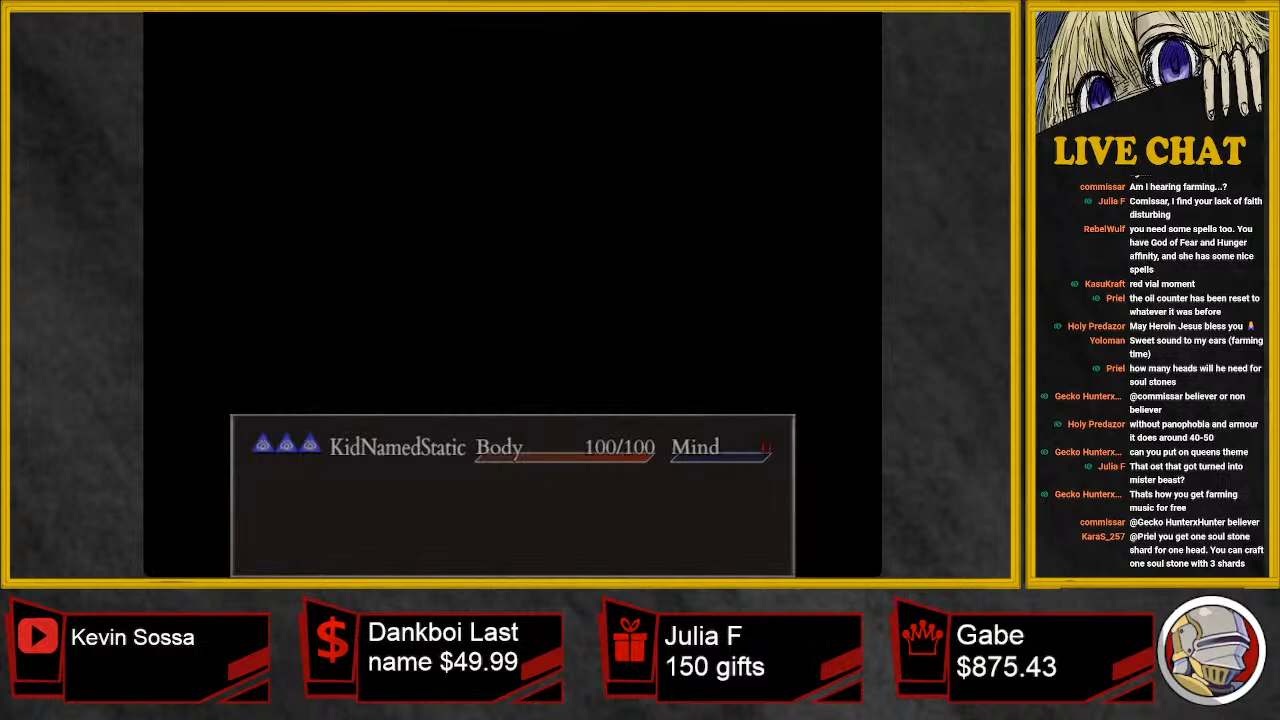 KidNamedStatic Body 100/100 Mind 0
LIVE CHAT
commissar Am I hearing farming...?
Julia F Comissar, I find your lack of faith
disturbing
RebelWulf you need some spells too. You
have God of Fear and Hunger
affinity, and she has some nice
spells
KasuKraft red vial moment
Priel the oil counter has been reset to
whatever it was before
Holy Predazor May Heroin Jesus bless you
Yoloman Sweet sound to my ears (farming
time)
Priel how many heads will he need for
soul stones
Gecko Hunterx... @commissar believer or non
believer
Holy Predazor without panophobia and armour
it does around 40-50
Gecko Hunterx... can you put on queens theme
Julia F That ost that got turned into
mister beast?
Gecko Hunterx... Thats how you get farming
music for free
commissar @Gecko HunterxHunter believer
KaraS_257 @Priel you get one soul stone
shard for one head. You can craft
one soul stone with 3 shards
Kevin Sossa
Dankboi Last
name $49.99
Julia F
150 gifts
Gabe
$875.43